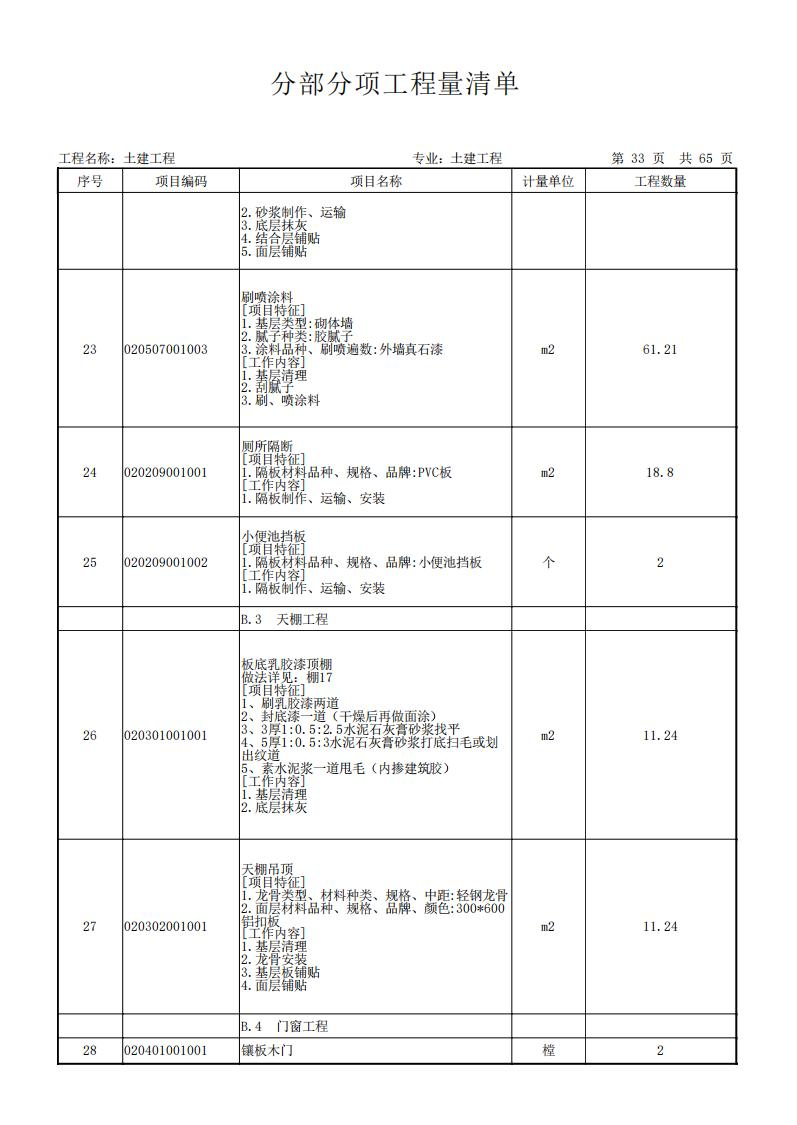 分部分项工程量清单
工程名称：土建工程 专业：土建工程 第 33 页 共 65 页
序号 项目编码 项目名称 计量单位 工程数量
2.砂浆制作、运输
3.底层抹灰
4.结合层铺贴
5.面层铺贴
刷喷涂料
[项目特征]
1.基层类型:砌体墙
2.腻子种类:胶腻子
23 020507001003 3.涂料品种、刷喷遍数:外墙真石漆 m2 61.21
[工作内容]
1.基层清理
2.刮腻子
3.刷、喷涂料
厕所隔断
[项目特征]
24 020209001001 1.隔板材料品种、规格、品牌:PVC板 m2 18.8
[工作内容]
1.隔板制作、运输、安装
小便池挡板
[项目特征]
25 020209001002 1.隔板材料品种、规格、品牌:小便池挡板 个 2
[工作内容]
1.隔板制作、运输、安装
B.3 天棚工程
板底乳胶漆顶棚
做法详见：棚17
[项目特征]
1、刷乳胶漆两道
2、封底漆一道（干燥后再做面涂）
3、3厚1:0.5:2.5水泥石灰膏砂浆找平
26 020301001001 4、5厚1:0.5:3水泥石灰膏砂浆打底扫毛或划 m2 11.24
出纹道
5、素水泥浆一道甩毛（内掺建筑胶）
[工作内容]
1.基层清理
2.底层抹灰
天棚吊顶
[项目特征]
1.龙骨类型、材料种类、规格、中距:轻钢龙骨
2.面层材料品种、规格、品牌、颜色:300*600
铝扣板
27 020302001001 [工作内容] m2 11.24
1.基层清理
2.龙骨安装
3.基层板铺贴
4.面层铺贴
B.4 门窗工程
28 020401001001 镶板木门 樘 2